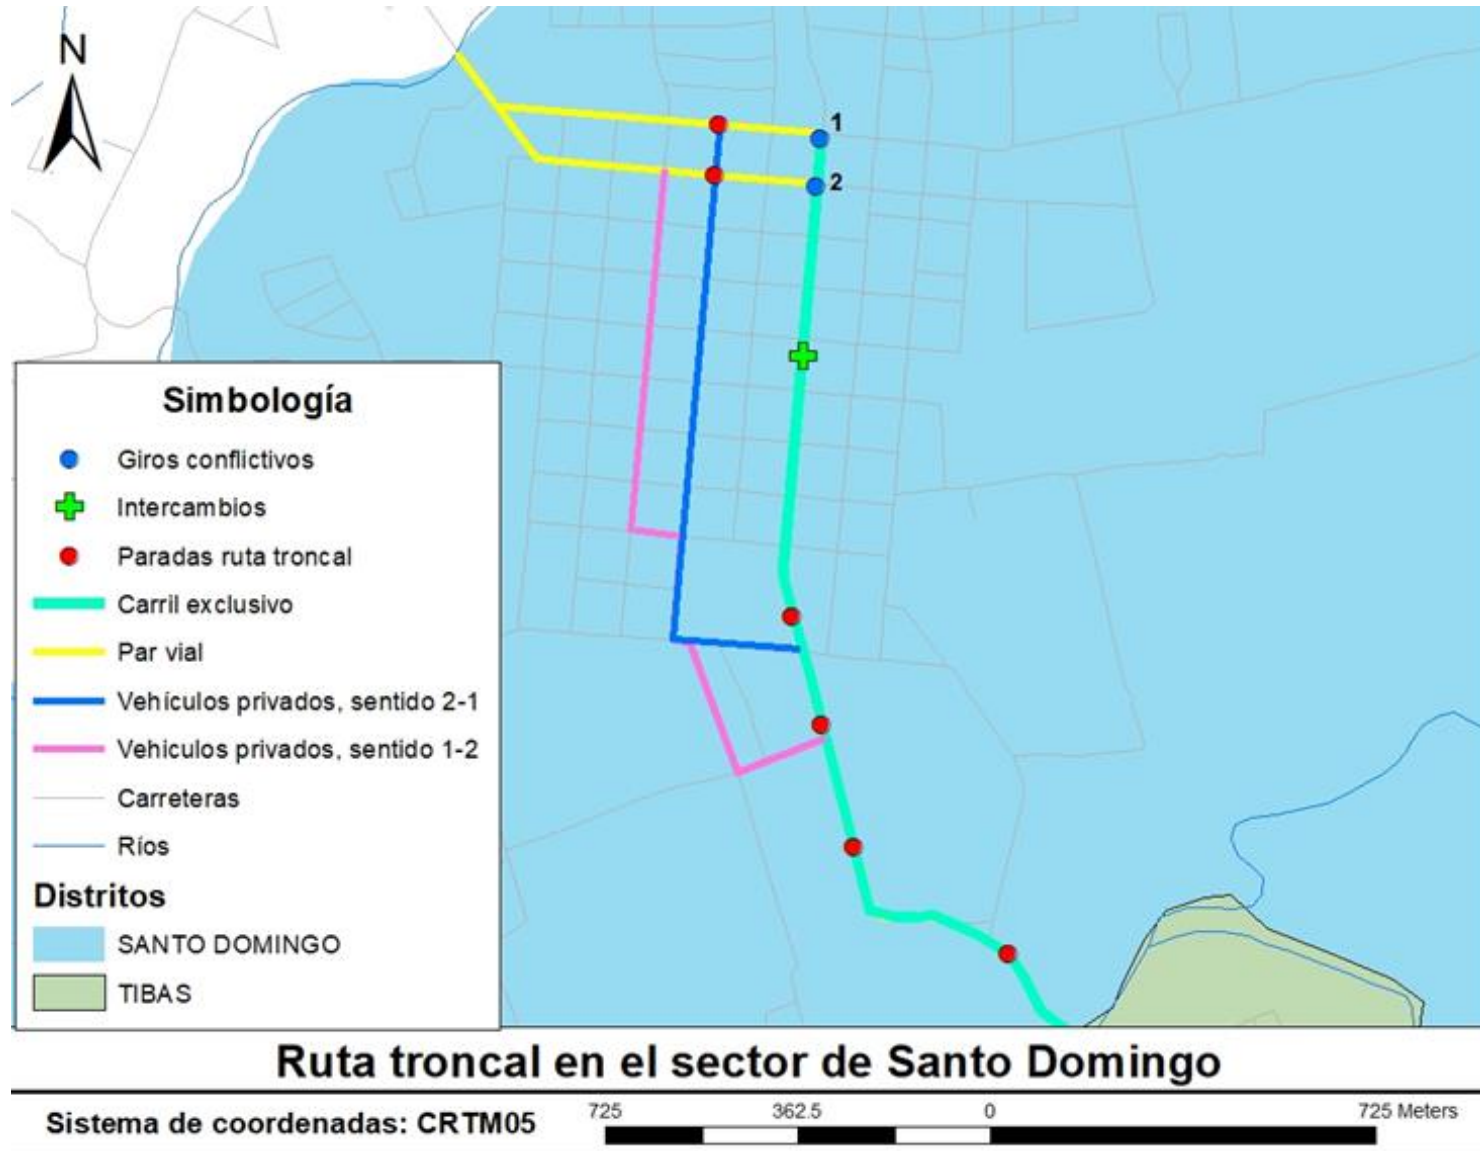 N
1
2
Simbología
Giros conflictivos
Intercambios
Paradas ruta troncal
Carril exclusivo
Par vial
Vehículos privados, sentido 2-1
Vehiculos privados, sentido 1-2
Carreteras
Ríos
Distritos
SANTO DOMINGO
TIBAS
Ruta troncal en el sector de Santo Domingo
Sistema de coordenadas: CRTM05
725 362.5 0 725 Meters